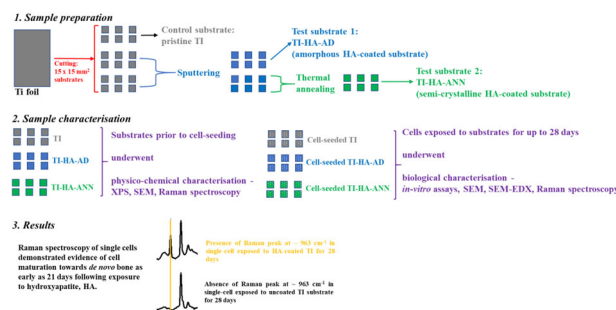 1. Sample preparation
Control substrate:
pristine TI
Ti foil
Cutting:
15 x 15 mm²
substrates
Sputtering
Test substrate 1:
TI-HA-AD
(amorphous HA-coated substrate)
Thermal
annealing
Test substrate 2:
TI-HA-ANN
(semi-crystalline HA-coated substrate)
2. Sample characterisation
TI
TI-HA-AD
TI-HA-ANN
Substrates prior to cell-seeding
underwent
physico-chemical characterisation -
XPS, SEM, Raman spectroscopy
Cell-seeded TI
Cell-seeded TI-HA-AD
Cell-seeded TI-HA-ANN
Cells exposed to substrates for up to 28 days
underwent
biological characterisation -
in-vitro assays, SEM, SEM-EDX, Raman spectroscopy
3. Results
Raman spectroscopy of single cells
demonstrated evidence of cell
maturation towards de novo bone as
early as 21 days following exposure
to hydroxyapatite, HA.
Presence of Raman peak at ~ 963 cm⁻¹ in
single-cell exposed to HA-coated TI for 28
days
Absence of Raman peak at ~ 963 cm⁻¹ in
single-cell exposed to uncoated TI substrate
for 28 days